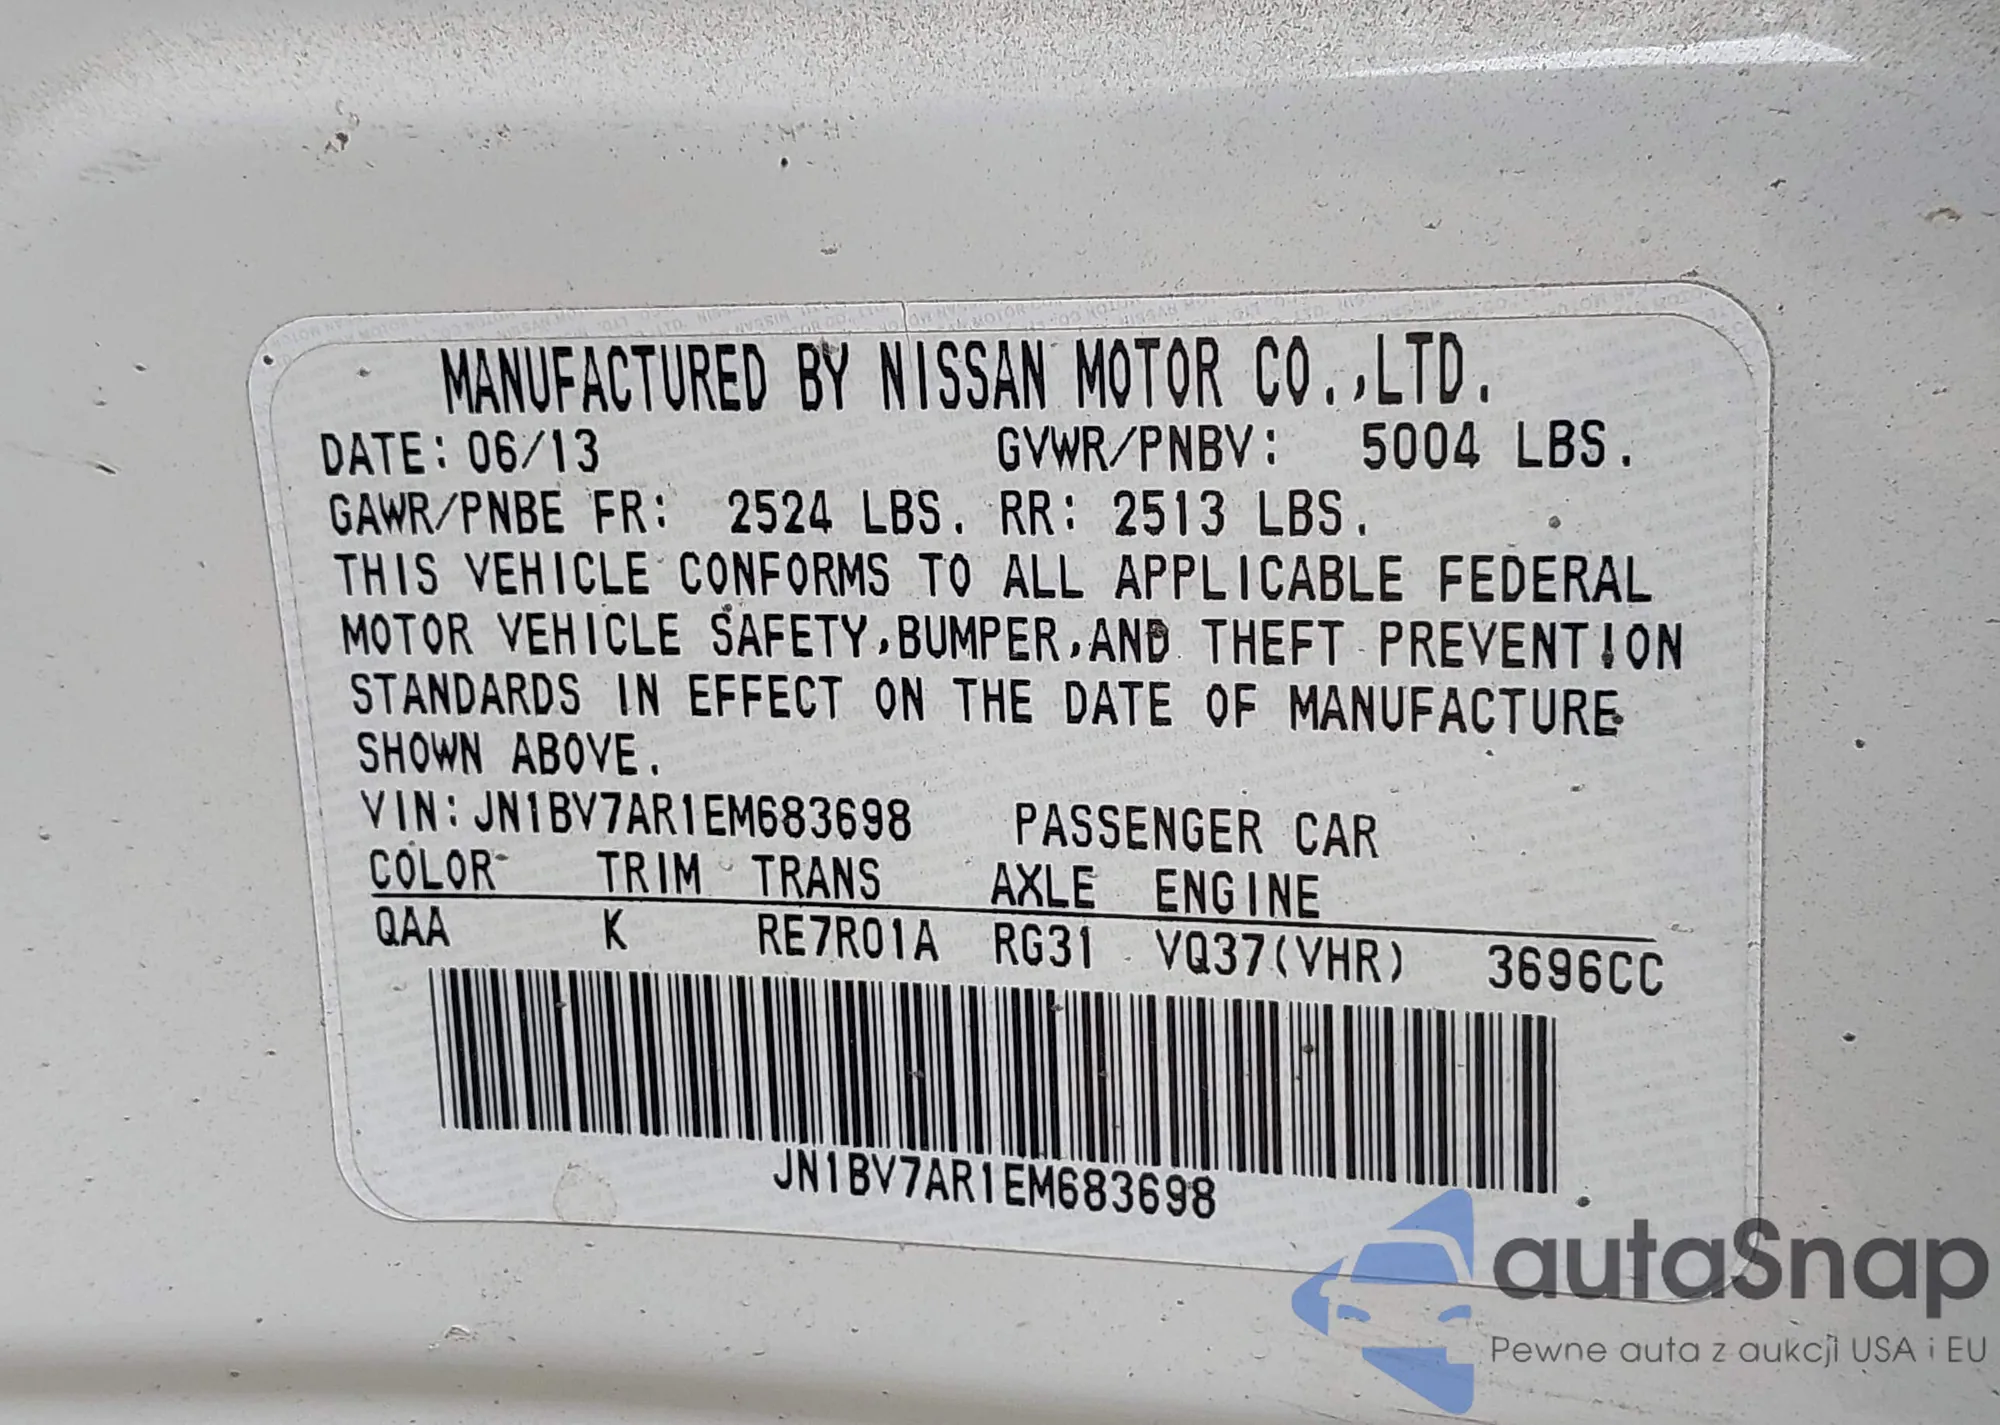 MANUFACTURED BY NISSAN MOTOR CO.,LTD.
DATE: 06/13 GVWR/PNBV: 5004 LBS.
GAWR/PNBE FR: 2524 LBS. RR: 2513 LBS.
THIS VEHICLE CONFORMS TO ALL APPLICABLE FEDERAL
MOTOR VEHICLE SAFETY,BUMPER,AND THEFT PREVENTION
STANDARDS IN EFFECT ON THE DATE OF MANUFACTURE
SHOWN ABOVE.
VIN: JN1BV7AR1EM683698 PASSENGER CAR
COLOR TRIM TRANS AXLE ENGINE
QAA K RE7R01A RG31 VQ37(VHR) 3696CC
JN1BV7AR1EM683698
autaSnap
Pewne auta z aukcji USA i EU